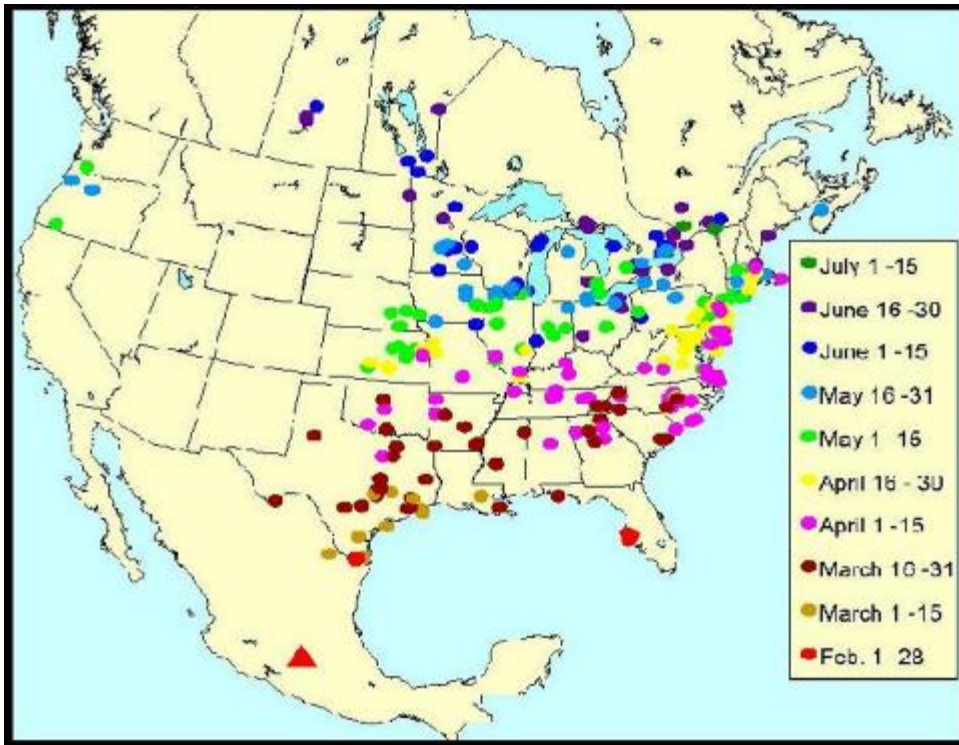 July 1 -15
June 16 -30
June 1 -15
May 16 -31
May 1 -15
April 16 - 30
April 1 -15
March 16 -31
March 1 -15
Feb. 1 28